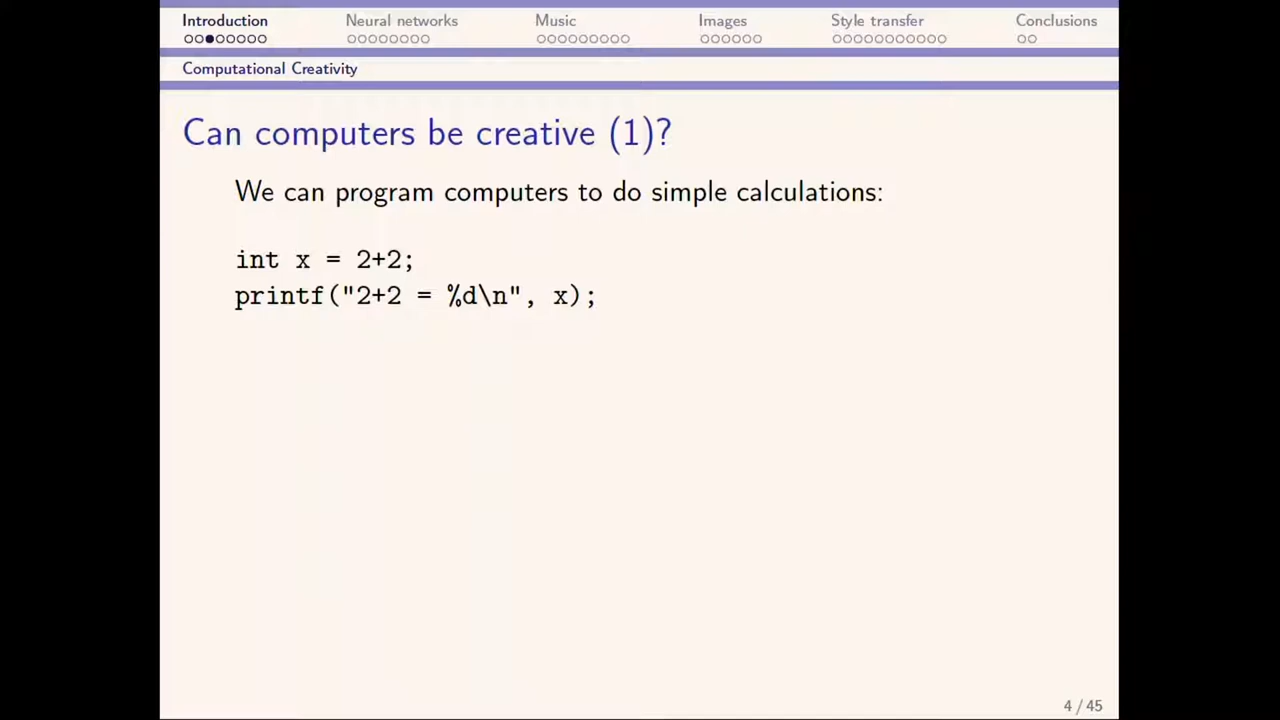 Introduction Neural networks Music Images Style transfer Conclusions
Computational Creativity
Can computers be creative (1)?
We can program computers to do simple calculations:
int x = 2+2;
printf("2+2 = %d\n", x);
4 / 45